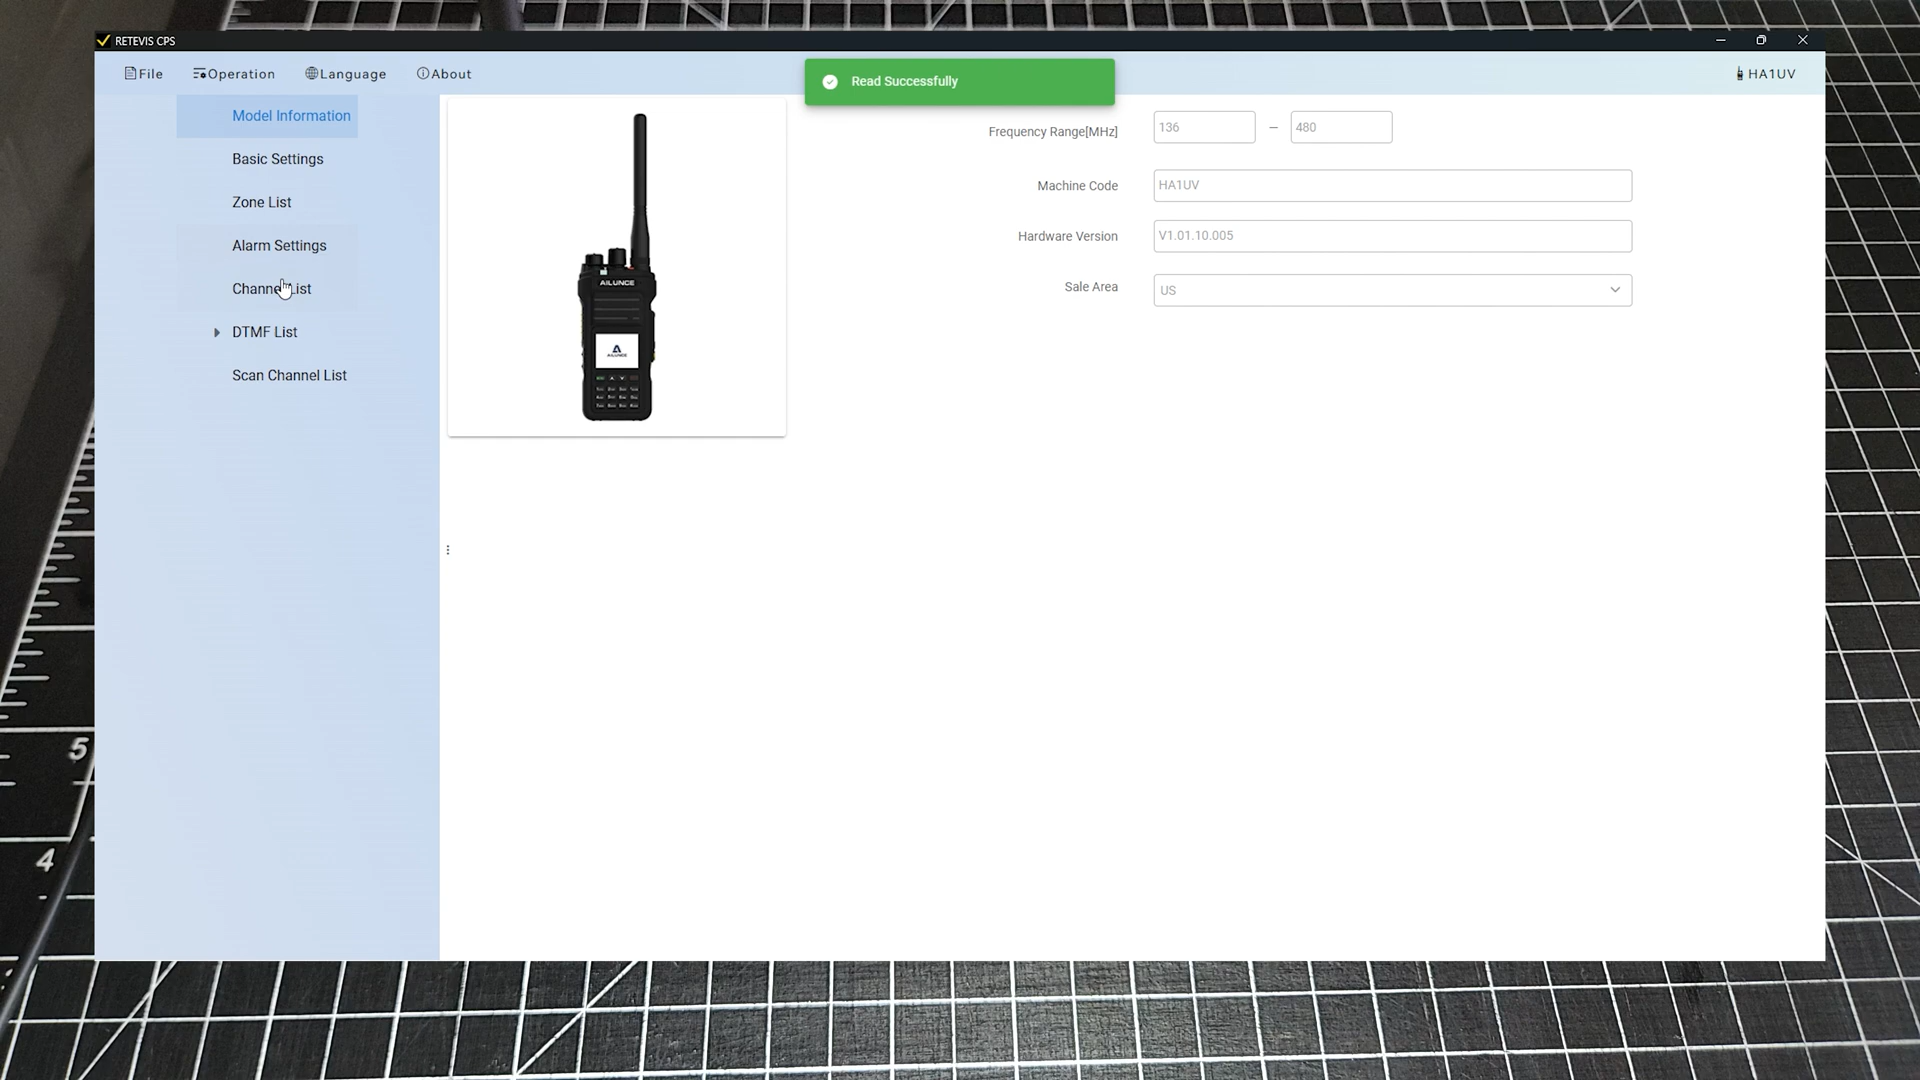 RETEVIS CPS
File Operation Language About
Read Successfully
HA1UV
Model Information
Basic Settings
Zone List
Alarm Settings
Channel List
DTMF List
Scan Channel List
AILUNCE
AILUNCE
Frequency Range[MHz] 136 – 480
Machine Code HA1UV
Hardware Version V1.01.10.005
Sale Area US
5
4